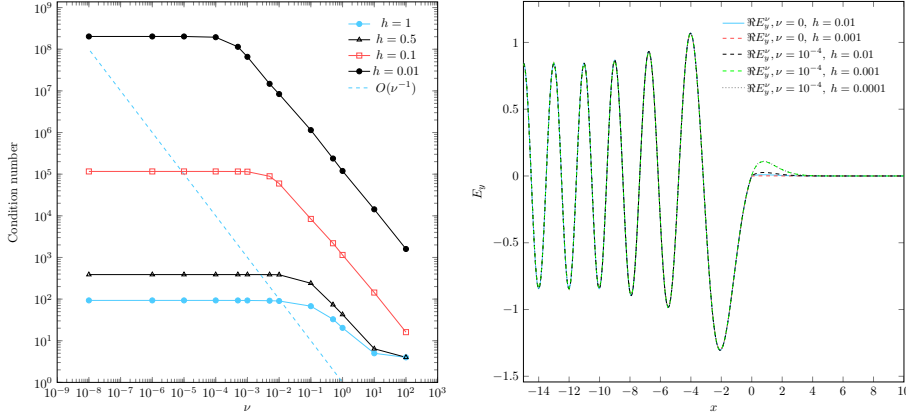 10^9
10^8
10^7
10^6
10^5
10^4
10^3
10^2
10^1
10^0
Condition number
10^−9 10^−8 10^−7 10^−6 10^−5 10^−4 10^−3 10^−2 10^−1 10^0 10^1 10^2 10^3
ν
h = 1
h = 0.5
h = 0.1
h = 0.01
O(ν^−1)
1
0.5
0
−0.5
−1
−1.5
E_y
−14 −12 −10 −8 −6 −4 −2 0 2 4 6 8 10
x
ℜE_y^ν, ν = 0, h = 0.01
ℜE_y^ν, ν = 0, h = 0.001
ℜE_y^ν, ν = 10^−4, h = 0.01
ℜE_y^ν, ν = 10^−4, h = 0.001
ℜE_y^ν, ν = 10^−4, h = 0.0001